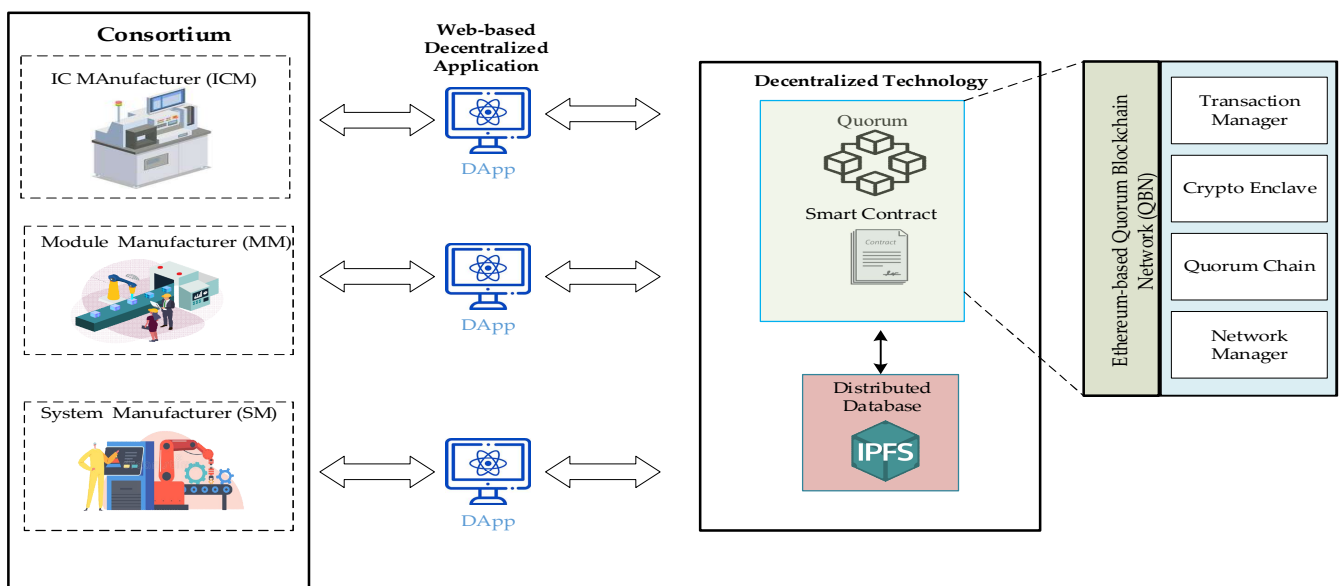 Consortium
IC MAnufacturer (ICM)
Module Manufacturer (MM)
System Manufacturer (SM)
Web-based
Decentralized
Application
DApp
DApp
DApp
Decentralized Technology
Quorum
Smart Contract
Contract
Distributed
Database
IPFS
Ethereum-based Quorum Blockchain
Network (QBN)
Transaction
Manager
Crypto Enclave
Quorum Chain
Network
Manager